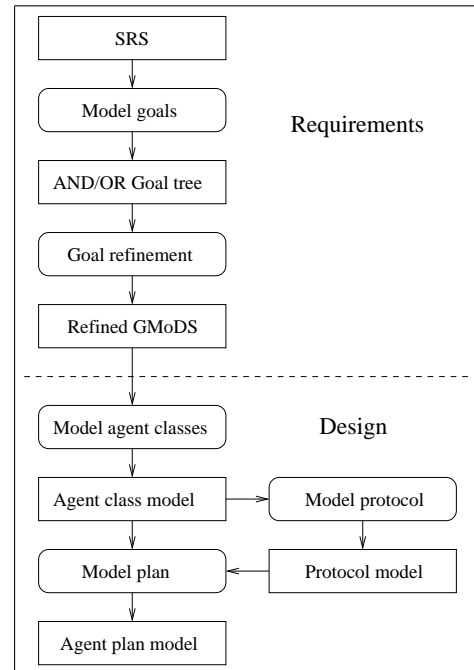 SRS
Model goals
Requirements
AND/OR Goal tree
Goal refinement
Refined GMoDS
Model agent classes
Design
Agent class model
Model protocol
Model plan
Protocol model
Agent plan model